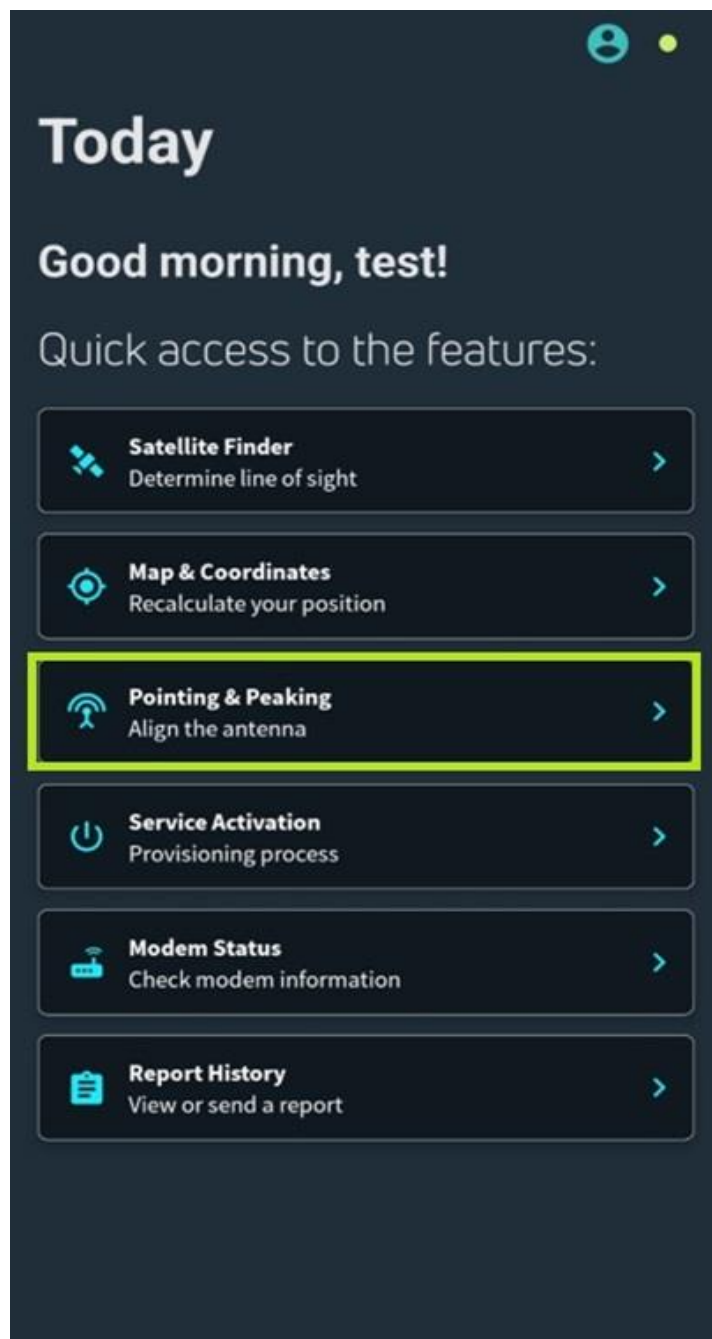 Today
Good morning, test!
Quick access to the features:
Satellite Finder
Determine line of sight
Map & Coordinates
Recalculate your position
Pointing & Peaking
Align the antenna
Service Activation
Provisioning process
Modem Status
Check modem information
Report History
View or send a report